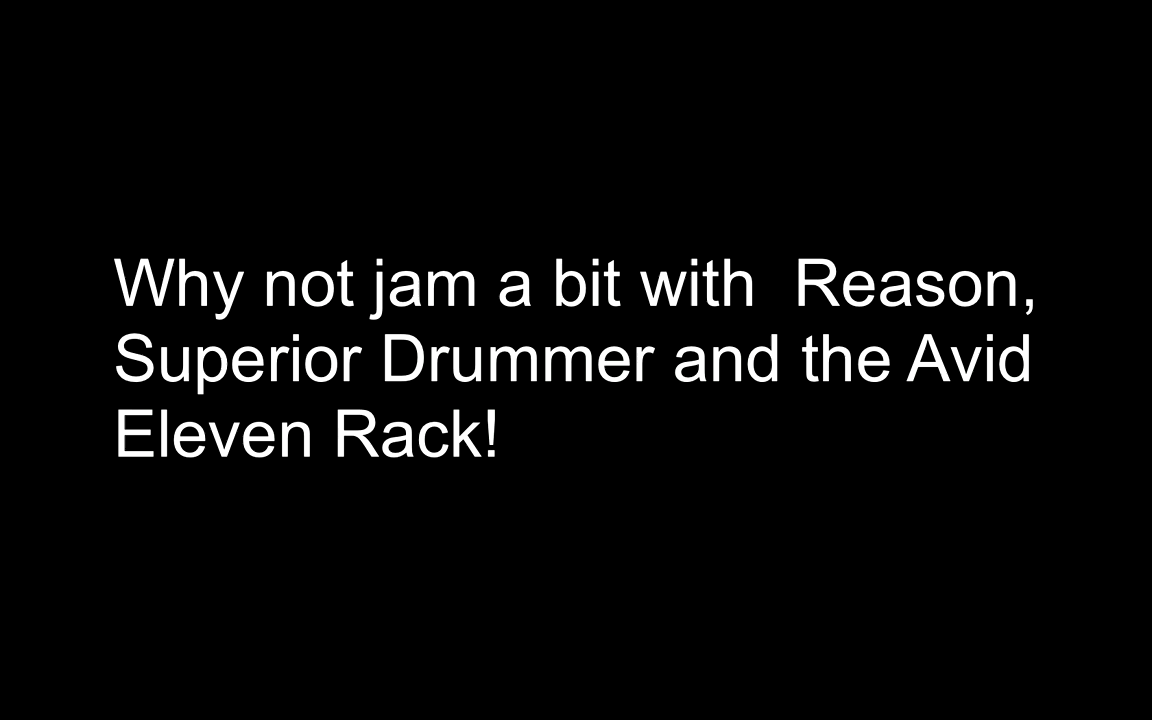 Why not jam a bit with  Reason,
Superior Drummer and the Avid
Eleven Rack!